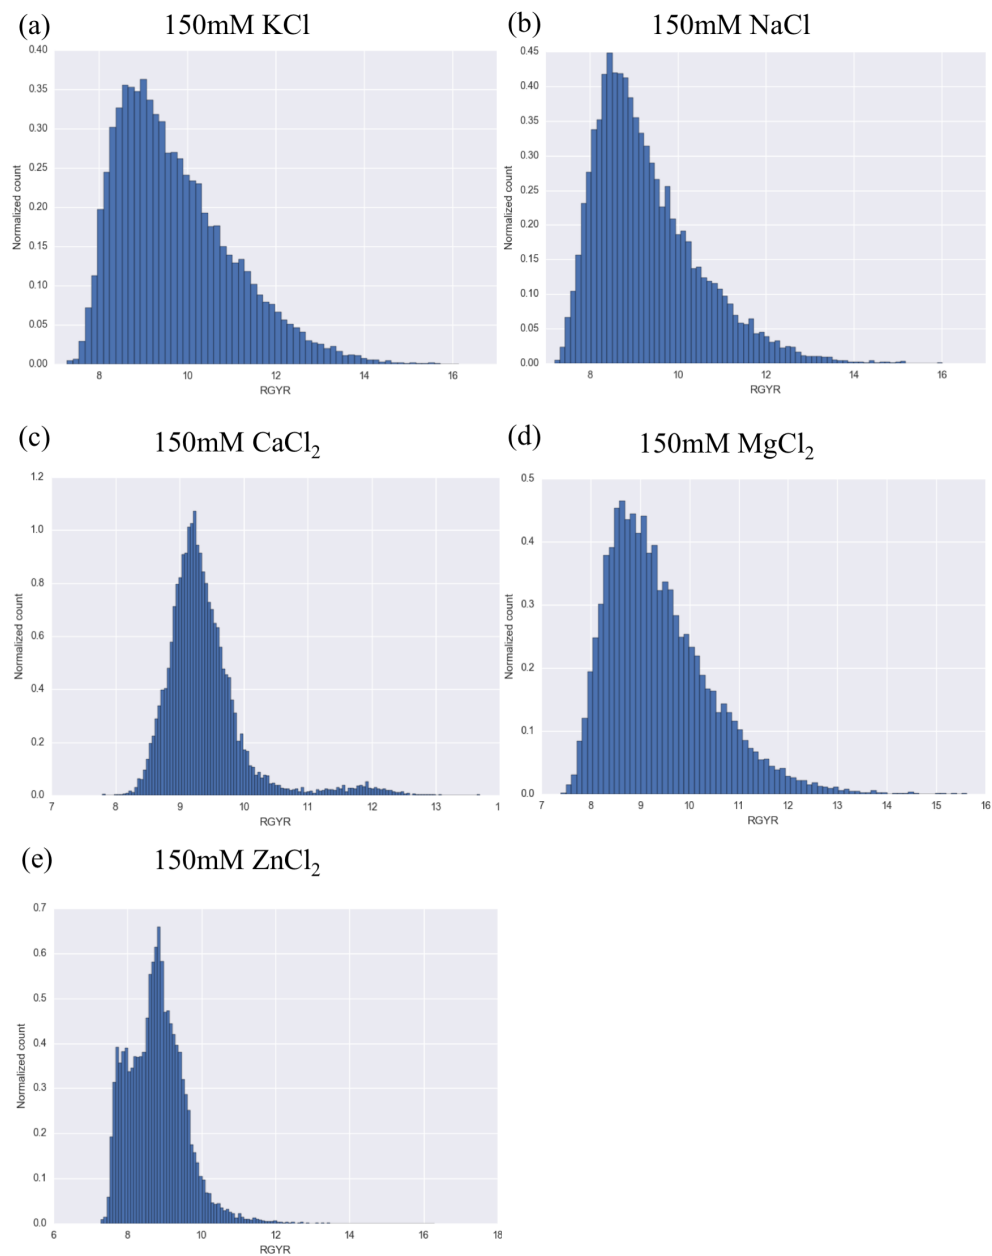 (a) 150mM KCl
0.40
0.35
0.30
0.25
0.20
0.15
0.10
0.05
0.00
Normalized count
8 10 12 14 16
RGYR
(b) 150mM NaCl
0.45
0.40
0.35
0.30
0.25
0.20
0.15
0.10
0.05
0.00
Normalized count
8 10 12 14 16
RGYR
(c) 150mM CaCl₂
1.2
1.0
0.8
0.6
0.4
0.2
0.0
Normalized count
7 8 9 10 11 12 13 1
RGYR
(d) 150mM MgCl₂
0.5
0.4
0.3
0.2
0.1
0.0
Normalized count
7 8 9 10 11 12 13 14 15 16
RGYR
(e) 150mM ZnCl₂
0.7
0.6
0.5
0.4
0.3
0.2
0.1
0.0
Normalized count
6 8 10 12 14 16 18
RGYR